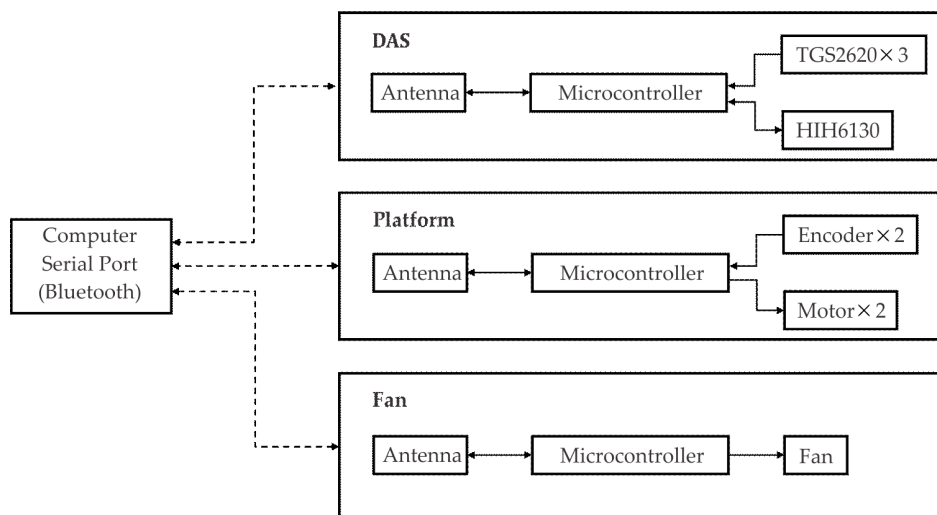 DAS
TGS2620×3
Antenna
Microcontroller
HIH6130
Computer
Serial Port
(Bluetooth)
Platform
Encoder×2
Antenna
Microcontroller
Motor×2
Fan
Antenna
Microcontroller
Fan